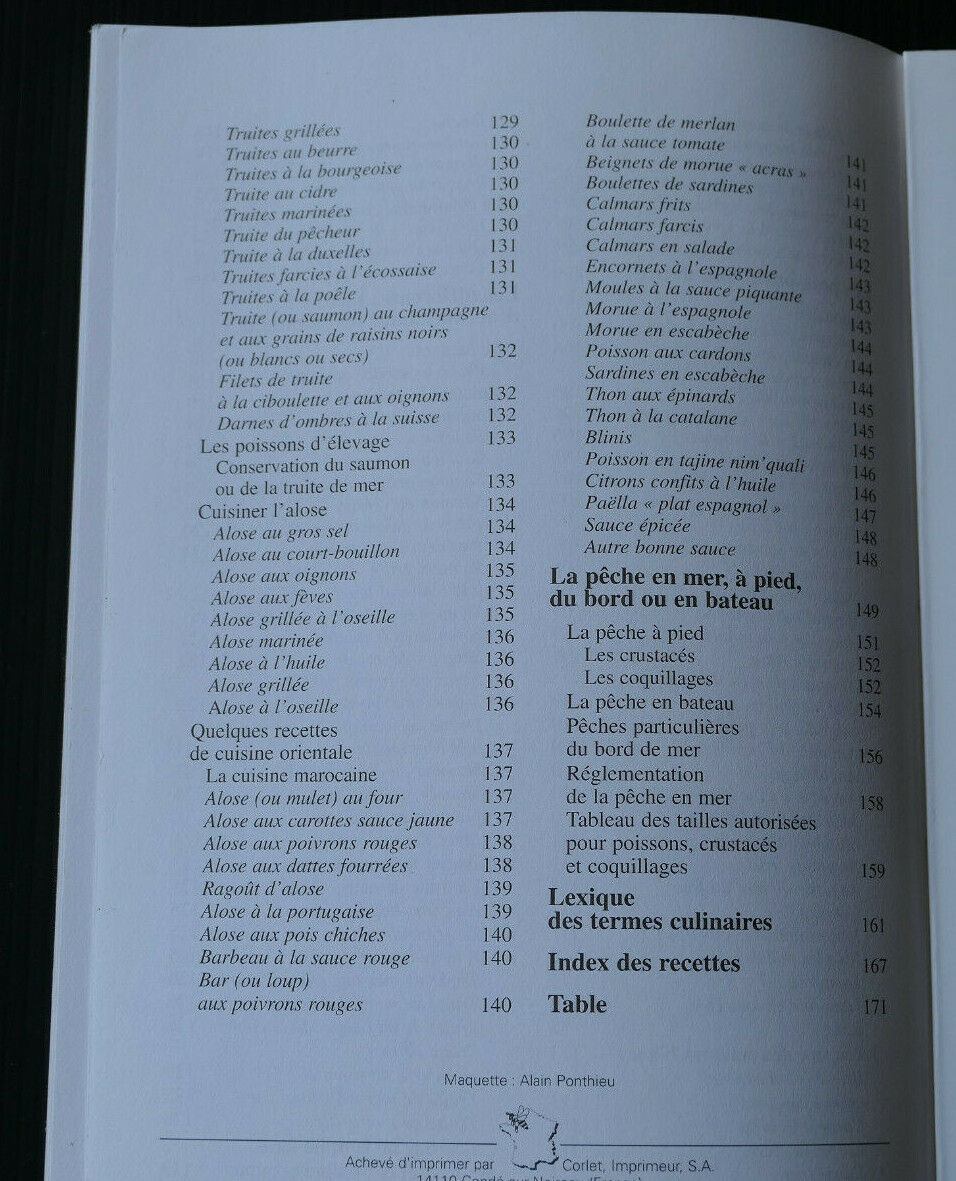 Truites grillées 129
Truites au beurre 130
Truites à la bourgeoise 130
Truite au cidre 130
Truites marinées 130
Truite du pêcheur 130
Truite à la duxelles 131
Truites farcies à l'écossaise 131
Truites à la poêle 131
Truite (ou saumon) au champagne
et aux grains de raisins noirs
(ou blancs ou secs) 132
Filets de truite
à la ciboulette et aux oignons 132
Darnes d'ombres à la suisse 132
Les poissons d'élevage 133
Conservation du saumon
ou de la truite de mer 133
Cuisiner l'alose 134
Alose au gros sel 134
Alose au court-bouillon 134
Alose aux oignons 135
Alose aux fèves 135
Alose grillée à l'oseille 135
Alose marinée 136
Alose à l'huile 136
Alose grillée 136
Alose à l'oseille 136
Quelques recettes
de cuisine orientale 137
La cuisine marocaine 137
Alose (ou mulet) au four 137
Alose aux carottes sauce jaune 137
Alose aux poivrons rouges 138
Alose aux dattes fourrées 138
Ragoût d'alose 139
Alose à la portugaise 139
Alose aux pois chiches 140
Barbeau à la sauce rouge 140
Bar (ou loup)
aux poivrons rouges 140
Boulette de merlan
à la sauce tomate 141
Beignets de morue « acras » 141
Boulettes de sardines 141
Calmars frits 142
Calmars farcis 142
Calmars en salade 142
Encornets à l'espagnole 143
Moules à la sauce piquante 143
Morue à l'espagnole 143
Morue en escabèche 144
Poisson aux cardons 144
Sardines en escabèche 144
Thon aux épinards 145
Thon à la catalane 145
Blinis 145
Poisson en tajine nim'quali 146
Citrons confits à l'huile 146
Paëlla « plat espagnol » 147
Sauce épicée 148
Autre bonne sauce 148
La pêche en mer, à pied,
du bord ou en bateau 149
La pêche à pied 151
Les crustacés 152
Les coquillages 152
La pêche en bateau 154
Pêches particulières
du bord de mer 156
Réglementation
de la pêche en mer 158
Tableau des tailles autorisées
pour poissons, crustacés
et coquillages 159
Lexique
des termes culinaires 161
Index des recettes 167
Table 171
Maquette : Alain Ponthieu
Achevé d'imprimer par Corlet, Imprimeur, S.A.